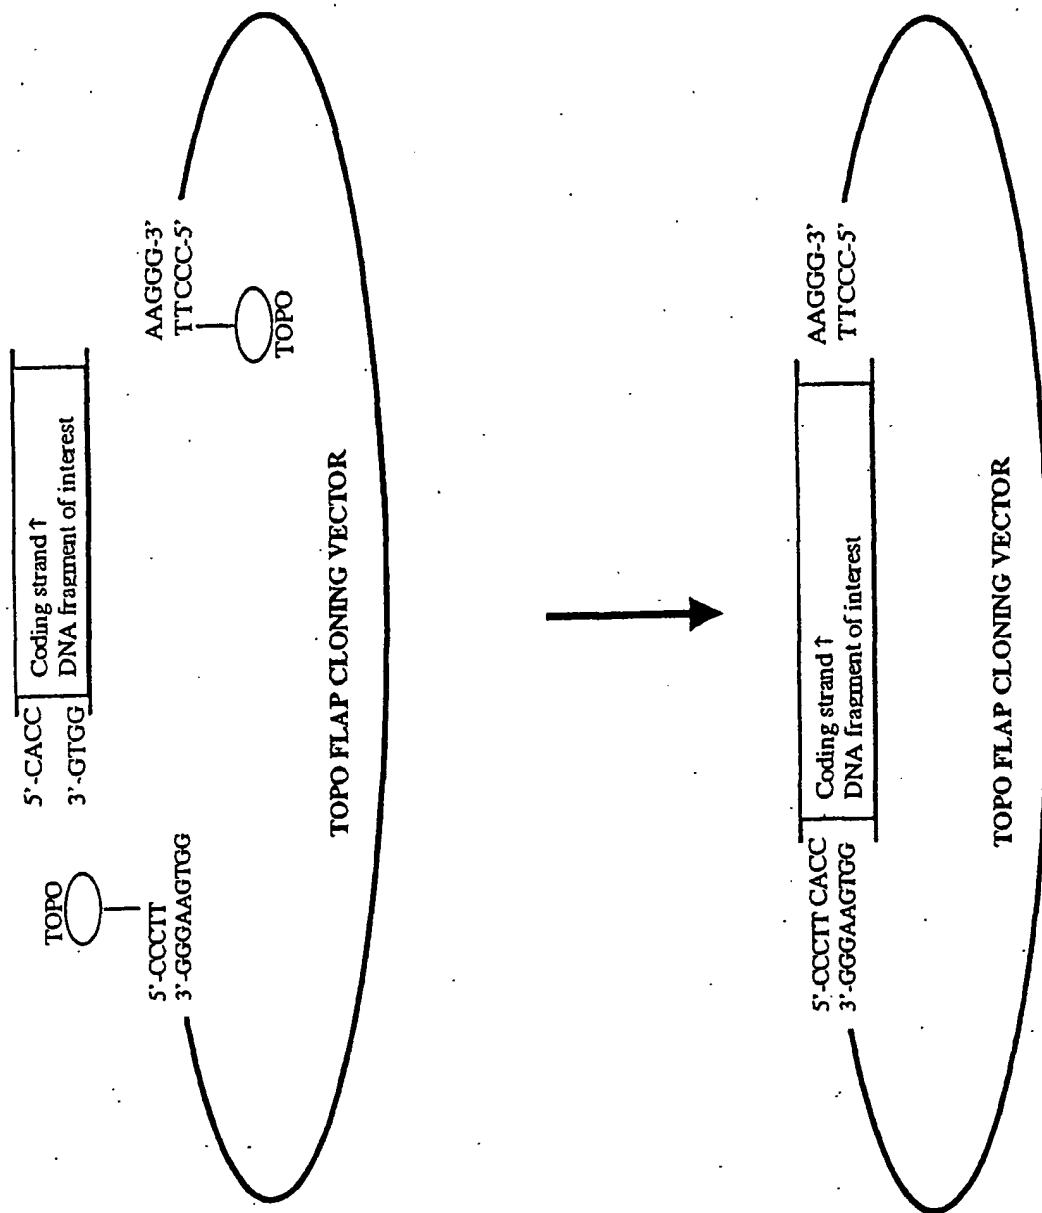 5'-CACC
Coding strand ↑
3'-GTGG
DNA fragment of interest
TOPO
5'-CCCTT
3'-GGGAAGTGG
AAGGG-3'
TTCCC-5'
TOPO
TOPO FLAP CLONING VECTOR
5'-CCCTT CACC
Coding strand ↑
3'-GGGAAGTGG
DNA fragment of interest
AAGGG-3'
TTCCC-5'
TOPO FLAP CLONING VECTOR